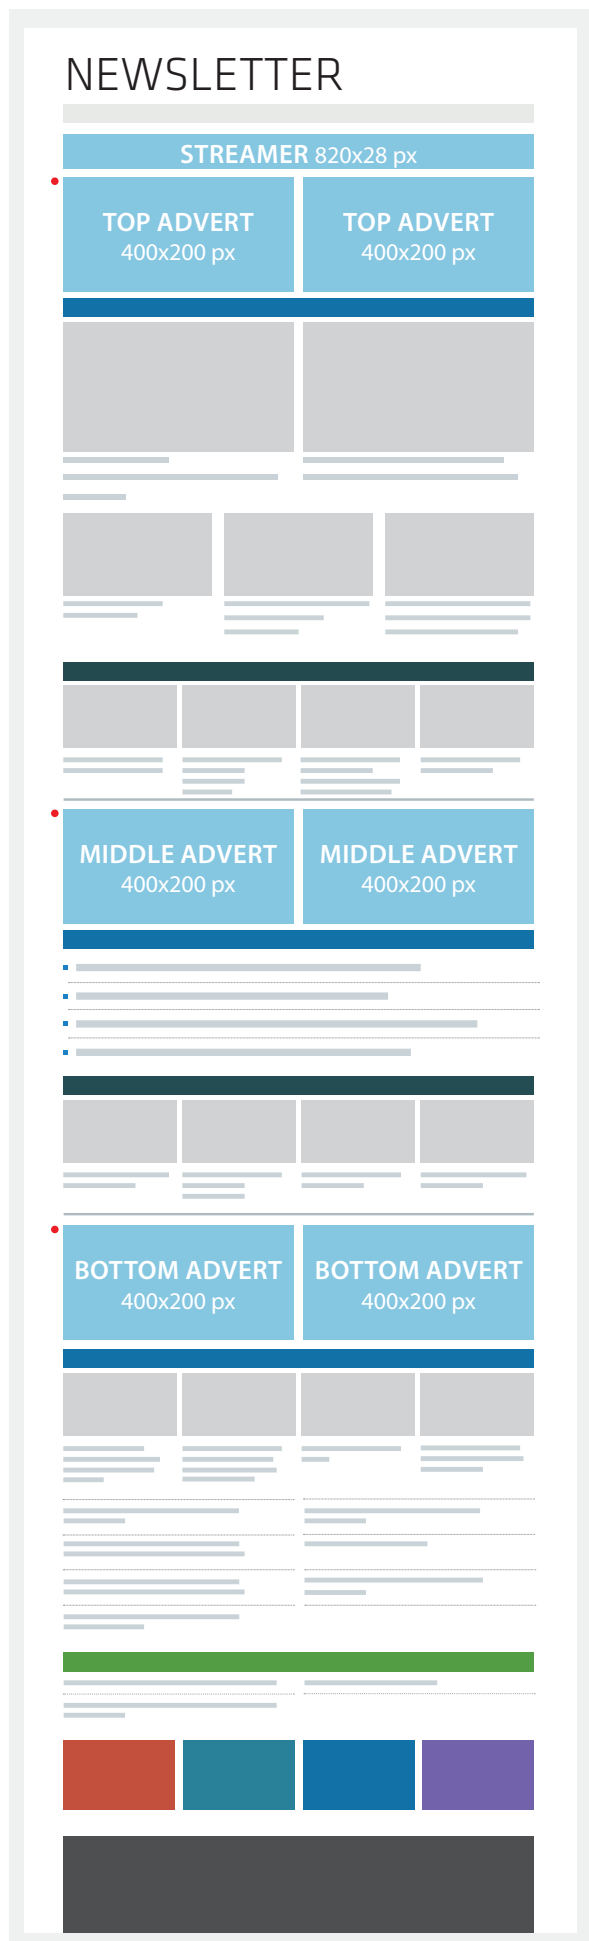 NEWSLETTER
STREAMER 820x28 px
TOP ADVERT
400x200 px
TOP ADVERT
400x200 px
MIDDLE ADVERT
400x200 px
MIDDLE ADVERT
400x200 px
BOTTOM ADVERT
400x200 px
BOTTOM ADVERT
400x200 px